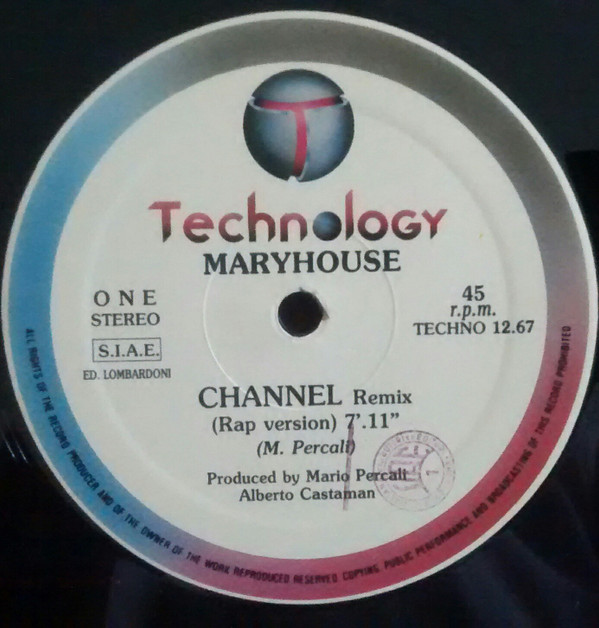 T
Technology
MARYHOUSE
ONE
STEREO
S.I.A.E.
ED. LOMBARDONI
45
r.p.m.
TECHNO 12.67
CHANNEL Remix
(Rap version) 7'.11"
(M. Percali)
Produced by Mario Percali
Alberto Castaman
ALL RIGHTS OF THE RECORD PRODUCER AND OF THE OWNER OF THE WORK REPRODUCED RESERVED COPYING, PUBLIC PERFORMANCE AND BROADCASTING OF THIS RECORD PROHIBITED